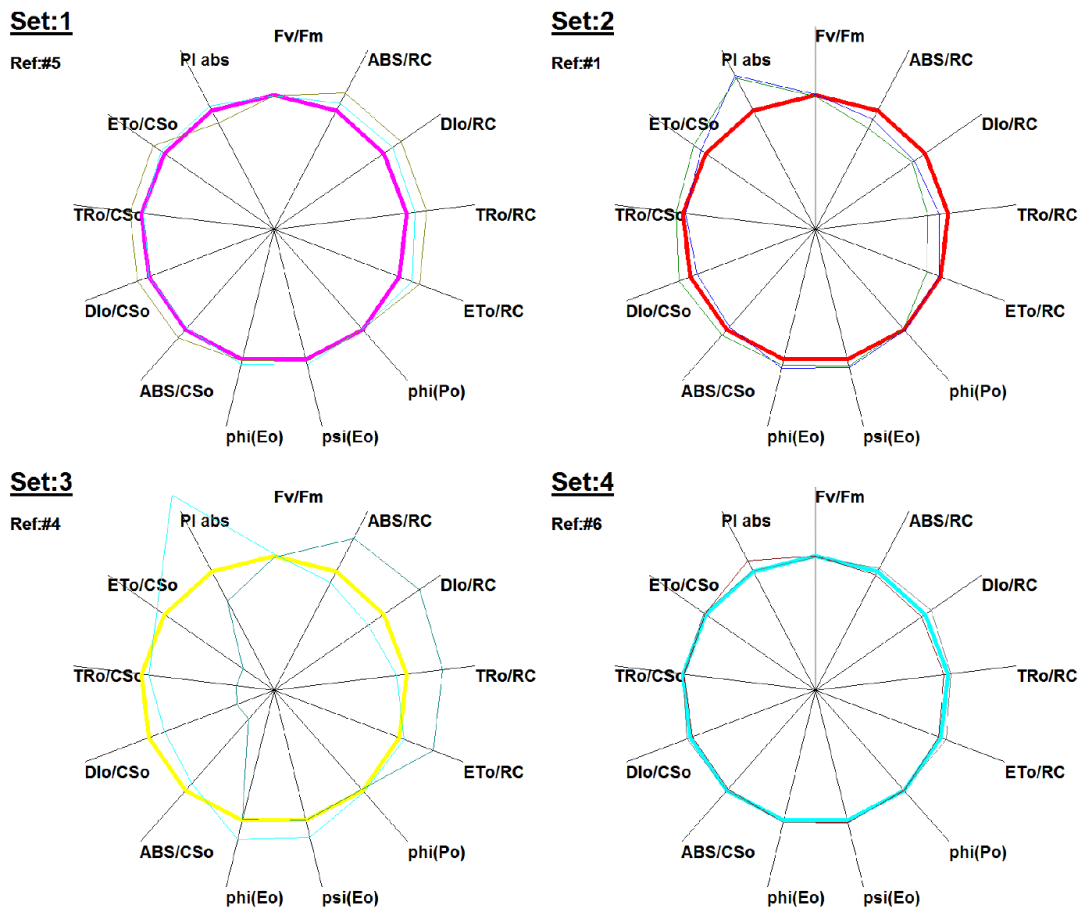 Set:1
Ref:#5
Fv/Fm
ABS/RC
DIo/RC
TRo/RC
ETo/RC
phi(Po)
psi(Eo)
phi(Eo)
ABS/CSo
DIo/CSo
TRo/CSo
ETo/CSo
PI abs
Set:2
Ref:#1
Fv/Fm
ABS/RC
DIo/RC
TRo/RC
ETo/RC
phi(Po)
psi(Eo)
phi(Eo)
ABS/CSo
DIo/CSo
TRo/CSo
ETo/CSo
PI abs
Set:3
Ref:#4
Fv/Fm
ABS/RC
DIo/RC
TRo/RC
ETo/RC
phi(Po)
psi(Eo)
phi(Eo)
ABS/CSo
DIo/CSo
TRo/CSo
ETo/CSo
PI abs
Set:4
Ref:#6
Fv/Fm
ABS/RC
DIo/RC
TRo/RC
ETo/RC
phi(Po)
psi(Eo)
phi(Eo)
ABS/CSo
DIo/CSo
TRo/CSo
ETo/CSo
PI abs